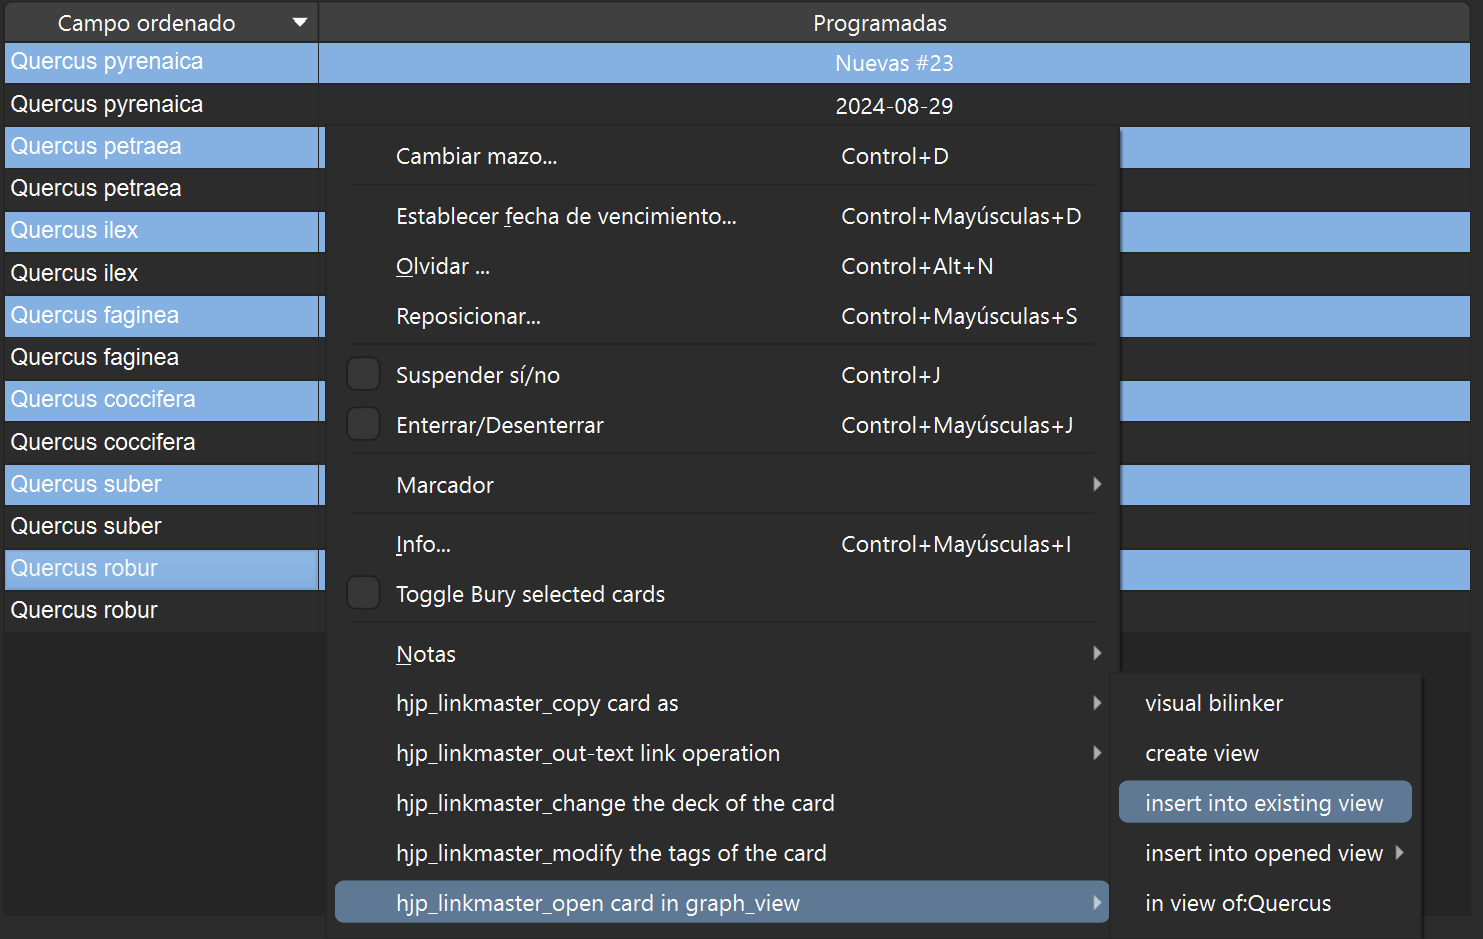 Campo ordenado Programadas
Quercus pyrenaica Nuevas #23
Quercus pyrenaica 2024-08-29
Quercus petraea
Quercus petraea
Quercus ilex
Quercus ilex
Quercus faginea
Quercus faginea
Quercus coccifera
Quercus coccifera
Quercus suber
Quercus suber
Quercus robur
Quercus robur
Cambiar mazo... Control+D
Establecer fecha de vencimiento... Control+Mayúsculas+D
Olvidar ... Control+Alt+N
Reposicionar... Control+Mayúsculas+S
Suspender sí/no Control+J
Enterrar/Desenterrar Control+Mayúsculas+J
Marcador
Info... Control+Mayúsculas+I
Toggle Bury selected cards
Notas
hjp_linkmaster_copy card as
hjp_linkmaster_out-text link operation
hjp_linkmaster_change the deck of the card
hjp_linkmaster_modify the tags of the card
hjp_linkmaster_open card in graph_view
visual bilinker
create view
insert into existing view
insert into opened view
in view of:Quercus